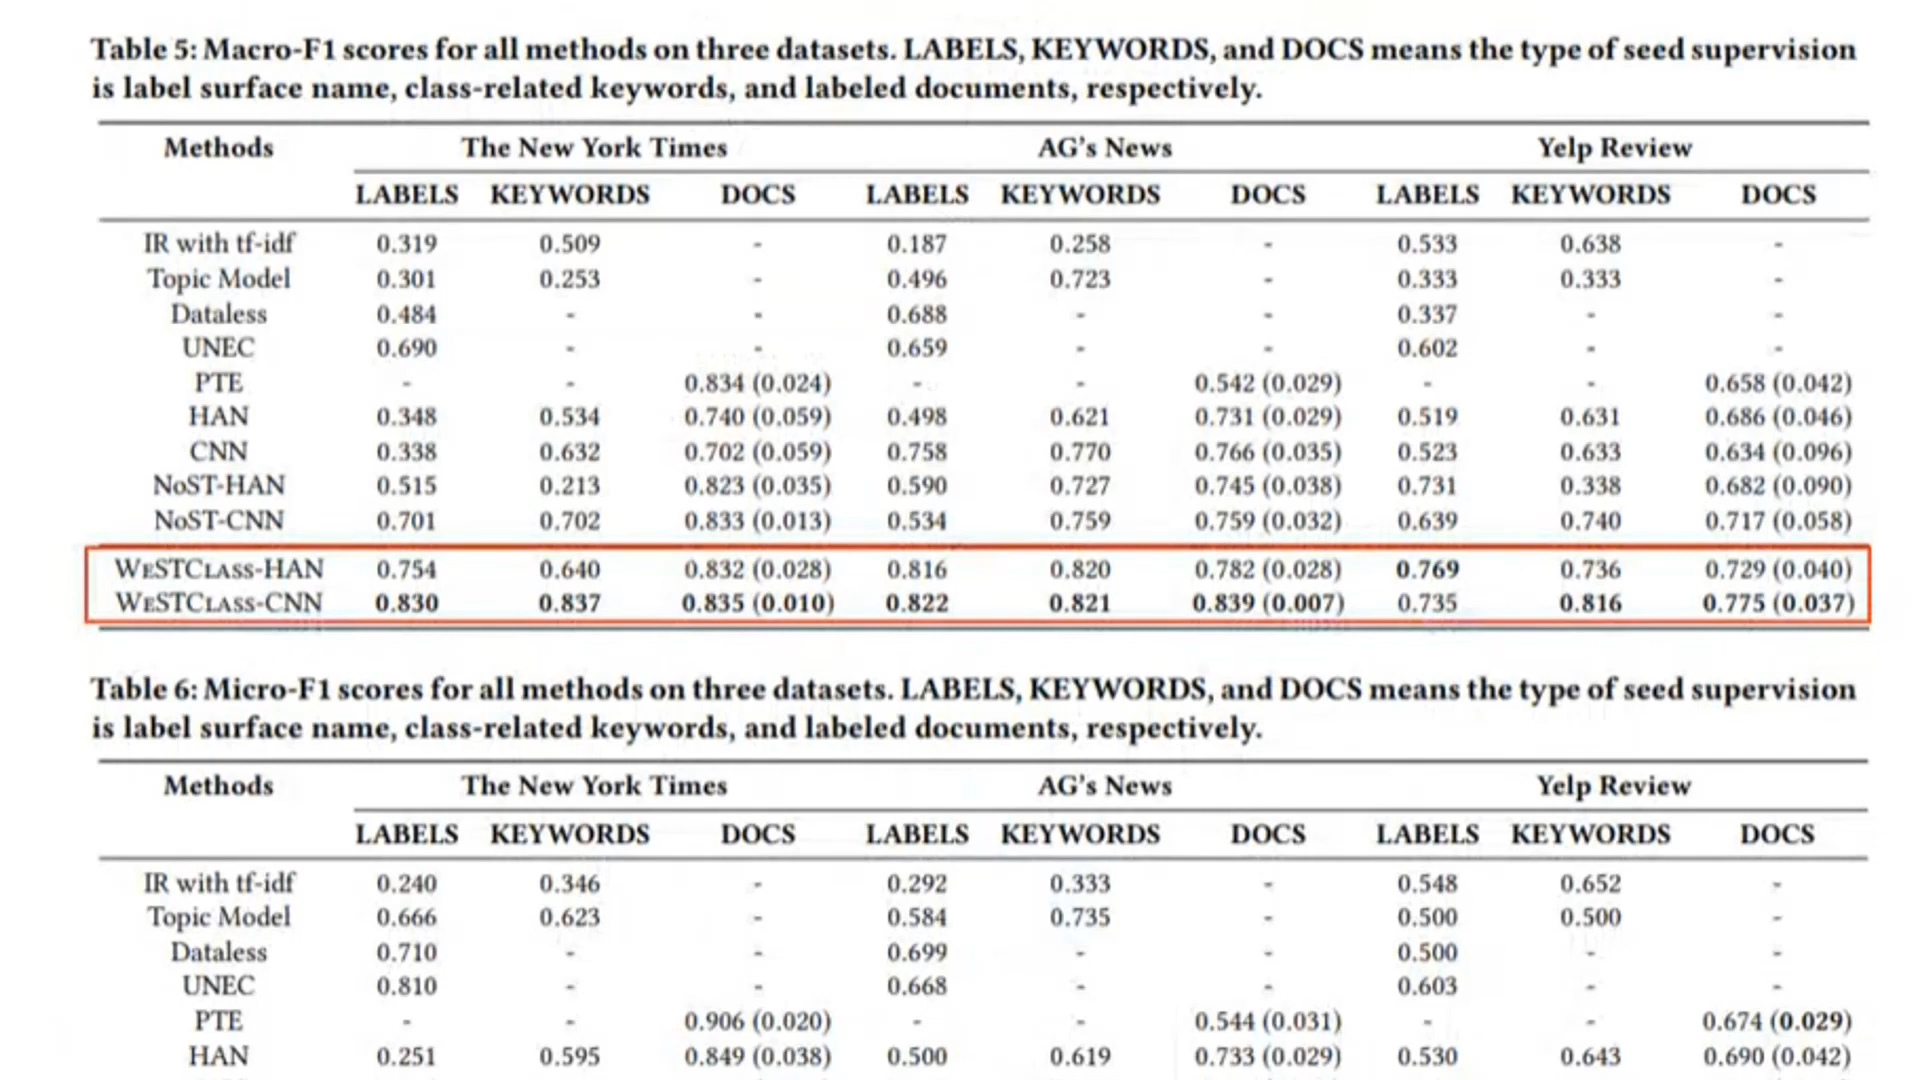 Table 5: Macro-F1 scores for all methods on three datasets. LABELS, KEYWORDS, and DOCS means the type of seed supervision
is label surface name, class-related keywords, and labeled documents, respectively.
Methods The New York Times AG's News Yelp Review
LABELS KEYWORDS DOCS LABELS KEYWORDS DOCS LABELS KEYWORDS DOCS
IR with tf-idf 0.319 0.509 - 0.187 0.258 - 0.533 0.638 -
Topic Model 0.301 0.253 - 0.496 0.723 - 0.333 0.333 -
Dataless 0.484 - - 0.688 - - 0.337 - -
UNEC 0.690 - - 0.659 - - 0.602 - -
PTE - - 0.834 (0.024) - - 0.542 (0.029) - - 0.658 (0.042)
HAN 0.348 0.534 0.740 (0.059) 0.498 0.621 0.731 (0.029) 0.519 0.631 0.686 (0.046)
CNN 0.338 0.632 0.702 (0.059) 0.758 0.770 0.766 (0.035) 0.523 0.633 0.634 (0.096)
NoST-HAN 0.515 0.213 0.823 (0.035) 0.590 0.727 0.745 (0.038) 0.731 0.338 0.682 (0.090)
NoST-CNN 0.701 0.702 0.833 (0.013) 0.534 0.759 0.759 (0.032) 0.639 0.740 0.717 (0.058)
WeSTClass-HAN 0.754 0.640 0.832 (0.028) 0.816 0.820 0.782 (0.028) 0.769 0.736 0.729 (0.040)
WeSTClass-CNN 0.830 0.837 0.835 (0.010) 0.822 0.821 0.839 (0.007) 0.735 0.816 0.775 (0.037)
Table 6: Micro-F1 scores for all methods on three datasets. LABELS, KEYWORDS, and DOCS means the type of seed supervision
is label surface name, class-related keywords, and labeled documents, respectively.
Methods The New York Times AG's News Yelp Review
LABELS KEYWORDS DOCS LABELS KEYWORDS DOCS LABELS KEYWORDS DOCS
IR with tf-idf 0.240 0.346 - 0.292 0.333 - 0.548 0.652 -
Topic Model 0.666 0.623 - 0.584 0.735 - 0.500 0.500 -
Dataless 0.710 - - 0.699 - - 0.500 - -
UNEC 0.810 - - 0.668 - - 0.603 - -
PTE - - 0.906 (0.020) - - 0.544 (0.031) - - 0.674 (0.029)
HAN 0.251 0.595 0.849 (0.038) 0.500 0.619 0.733 (0.029) 0.530 0.643 0.690 (0.042)